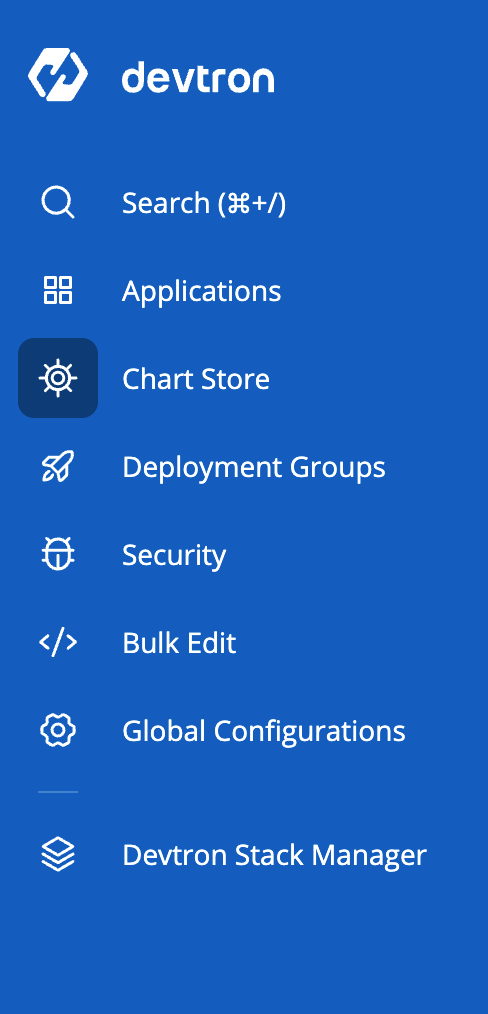 devtron
Search (⌘+/)
Applications
Chart Store
Deployment Groups
Security
Bulk Edit
Global Configurations
Devtron Stack Manager